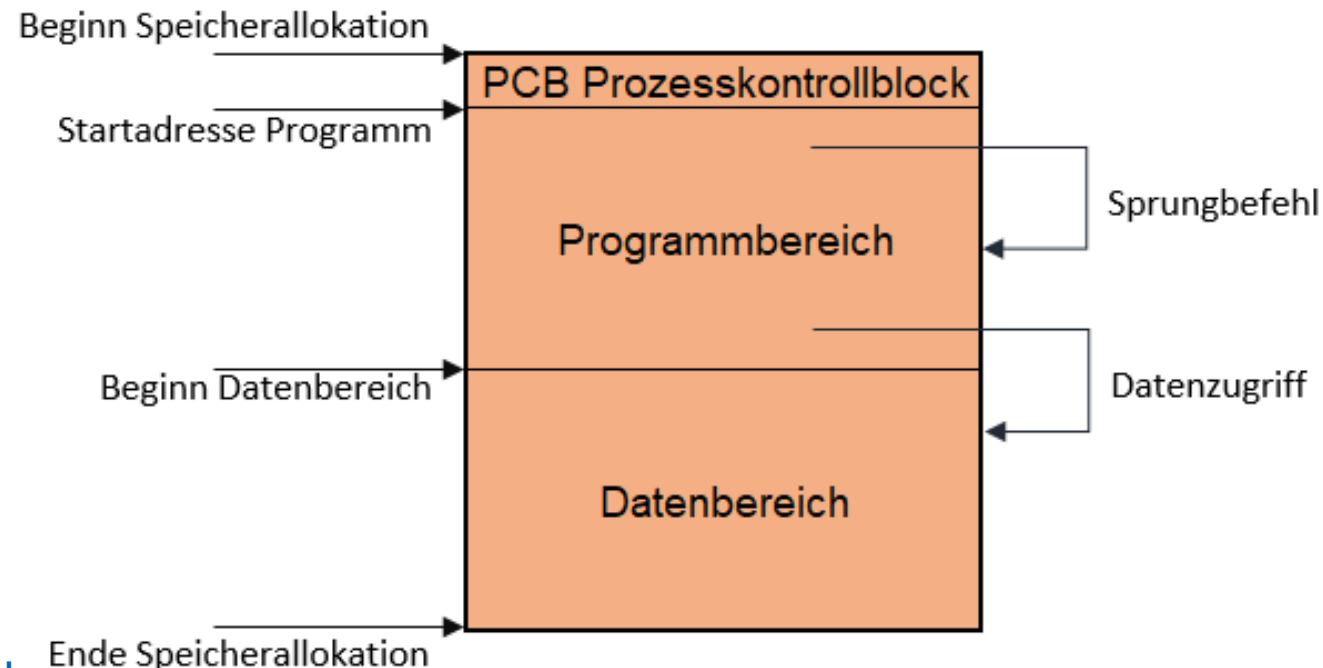 Beginn Speicherallokation
PCB Prozesskontrollblock
Startadresse Programm
Sprungbefehl
Programmbereich
Beginn Datenbereich
Datenzugriff
Datenbereich
Ende Speicherallokation